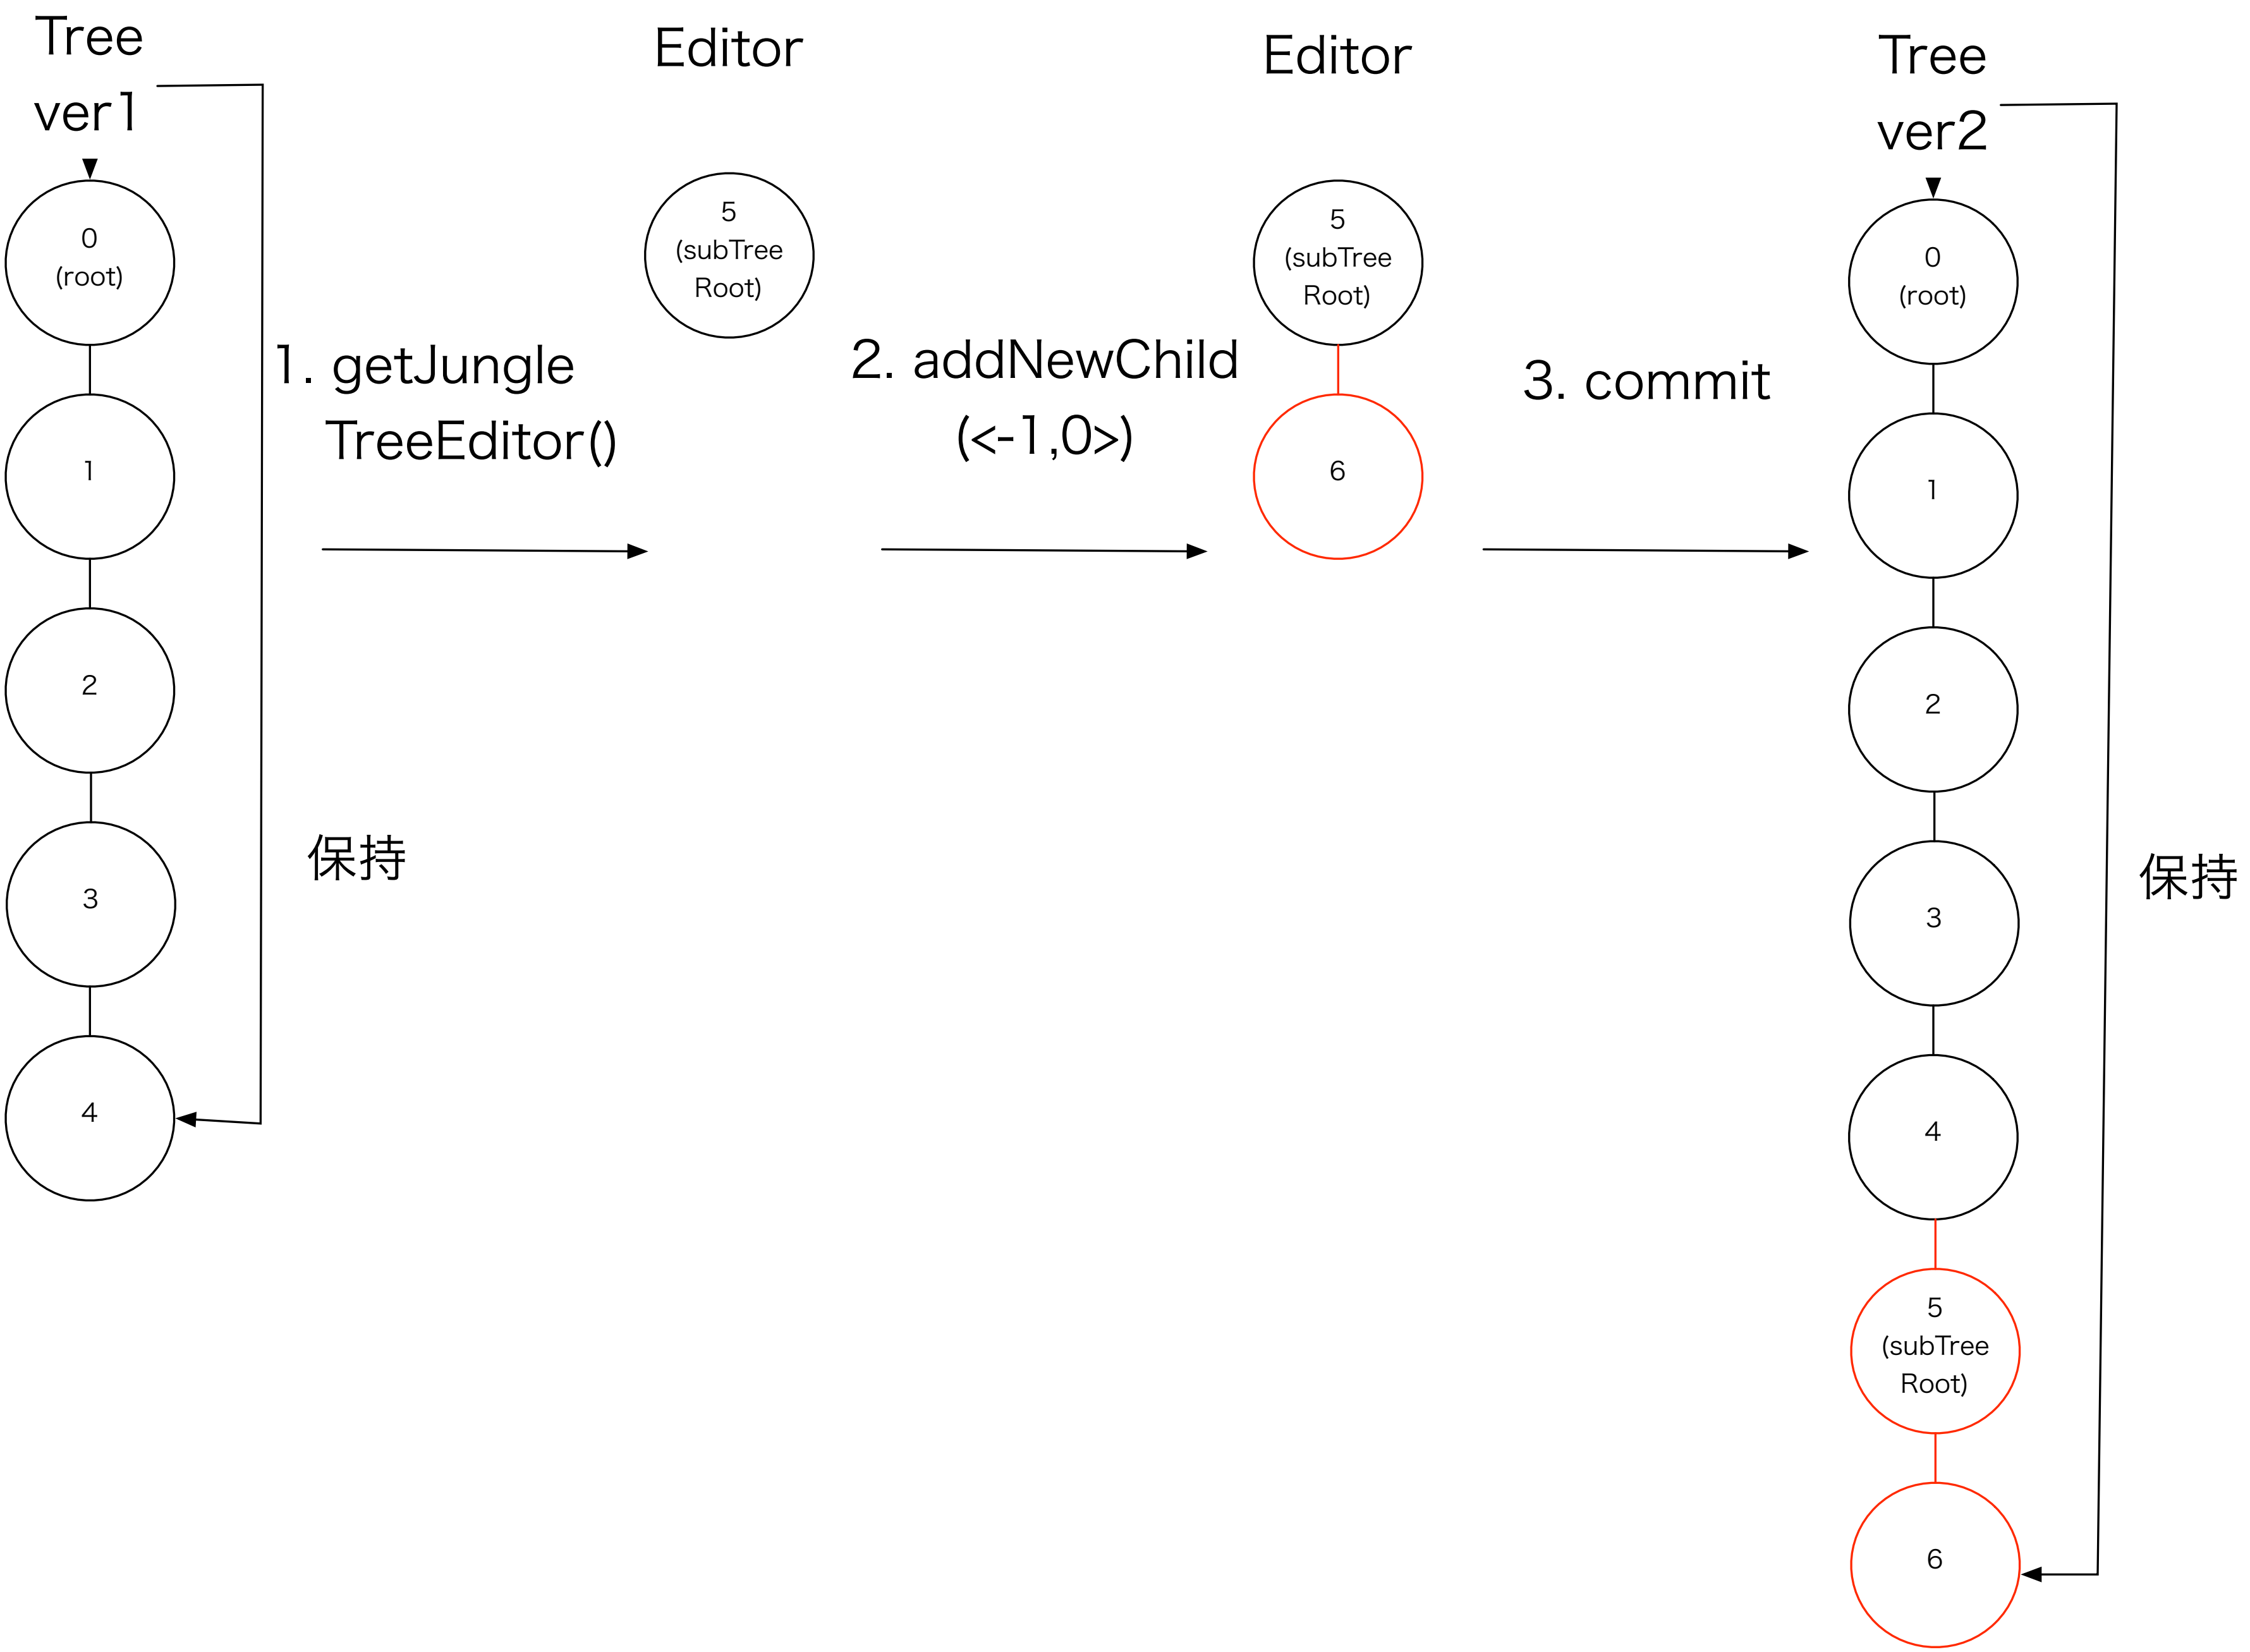 Tree
ver1
0
(root)
1
2
3
4
保持
1. getJungle
TreeEditor()
Editor
5
(subTree
Root)
2. addNewChild
(<-1,0>)
Editor
5
(subTree
Root)
6
3. commit
Tree
ver2
0
(root)
1
2
3
4
5
(subTree
Root)
6
保持